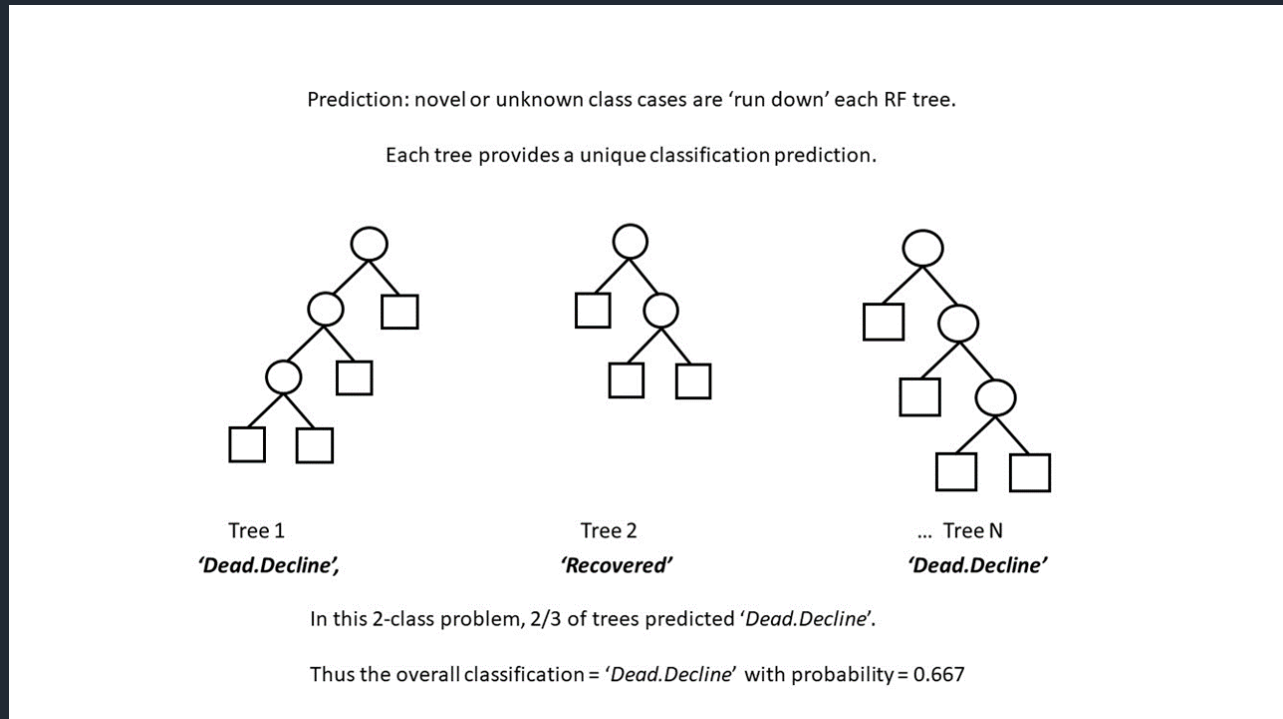 Prediction: novel or unknown class cases are ‘run down’ each RF tree.
Each tree provides a unique classification prediction.
Tree 1
‘Dead.Decline’,
Tree 2
‘Recovered’
... Tree N
‘Dead.Decline’
In this 2-class problem, 2/3 of trees predicted ‘Dead.Decline’.
Thus the overall classification = ‘Dead.Decline’ with probability = 0.667